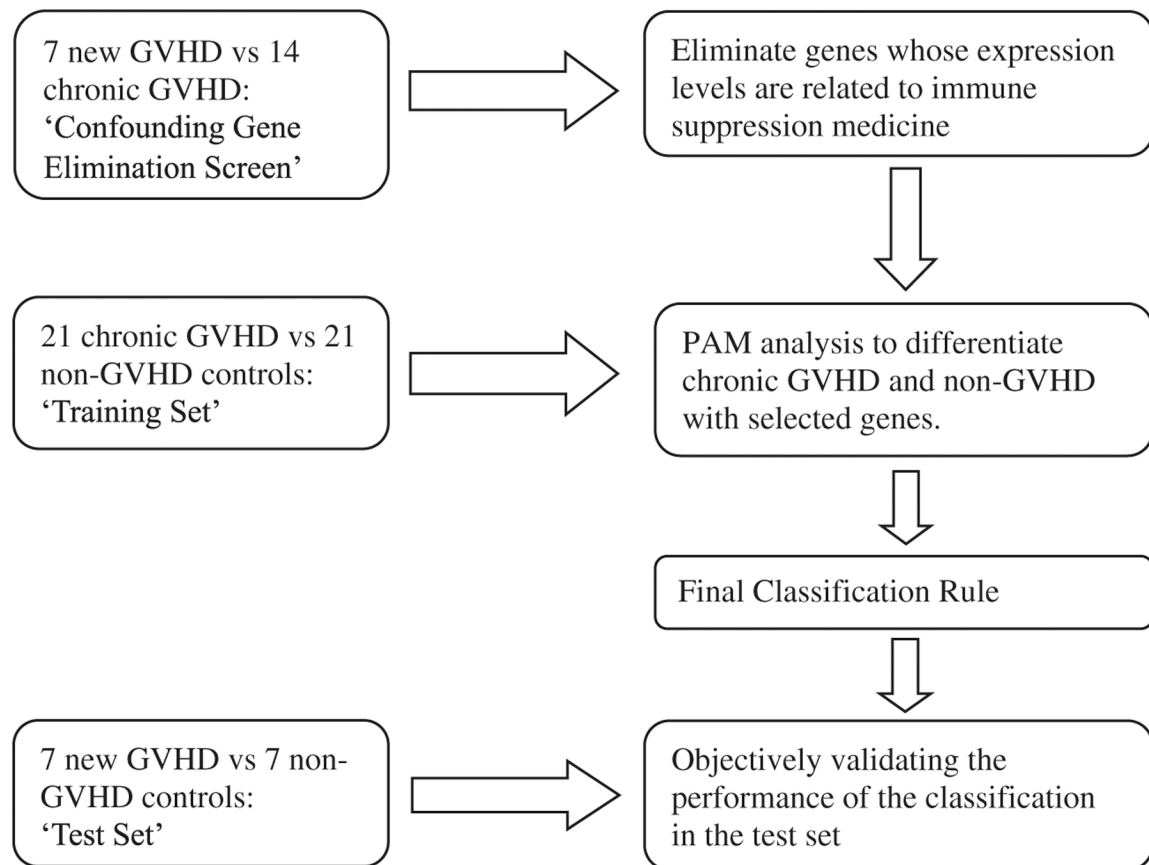 7 new GVHD vs 14
chronic GVHD:
‘Confounding Gene
Elimination Screen’
Eliminate genes whose expression
levels are related to immune
suppression medicine
21 chronic GVHD vs 21
non-GVHD controls:
‘Training Set’
PAM analysis to differentiate
chronic GVHD and non-GVHD
with selected genes.
Final Classification Rule
7 new GVHD vs 7 non-
GVHD controls:
‘Test Set’
Objectively validating the
performance of the classification
in the test set